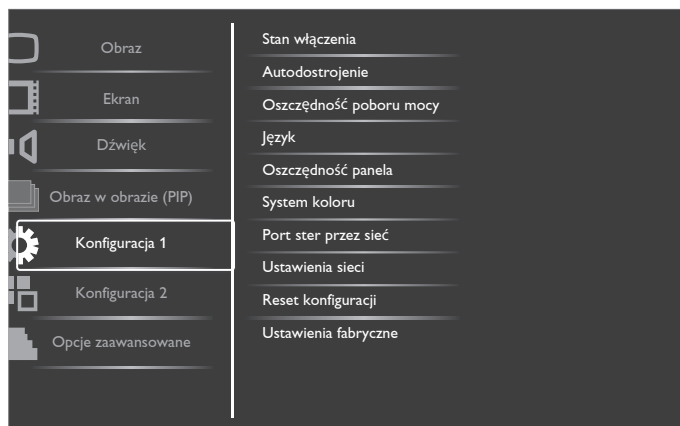 Obraz
Ekran
Dźwięk
Obraz w obrazie (PIP)
Konfiguracja 1
Konfiguracja 2
Opcje zaawansowane
Stan włączenia
Autodostrojenie
Oszczędność poboru mocy
Język
Oszczędność panela
System koloru
Port ster przez sieć
Ustawienia sieci
Reset konfiguracji
Ustawienia fabryczne